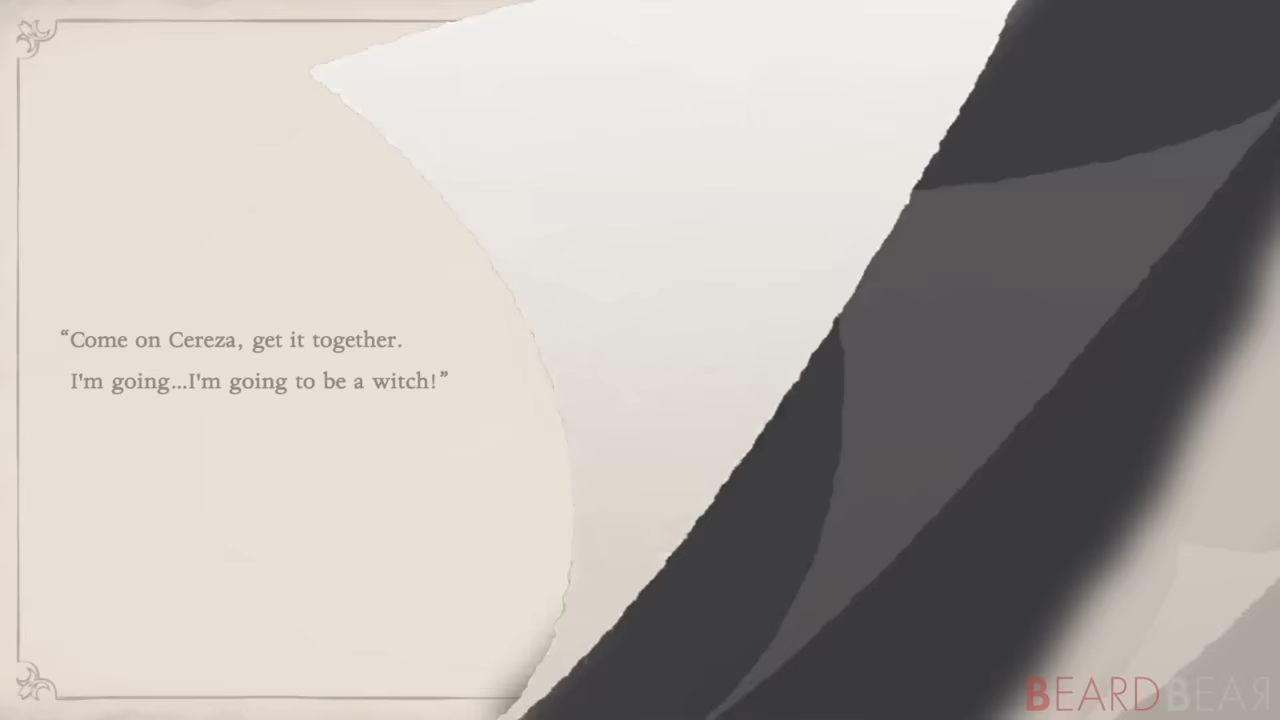 “Come on Cereza, get it together.
I'm going...I'm going to be a witch!”
BEARDBEAR